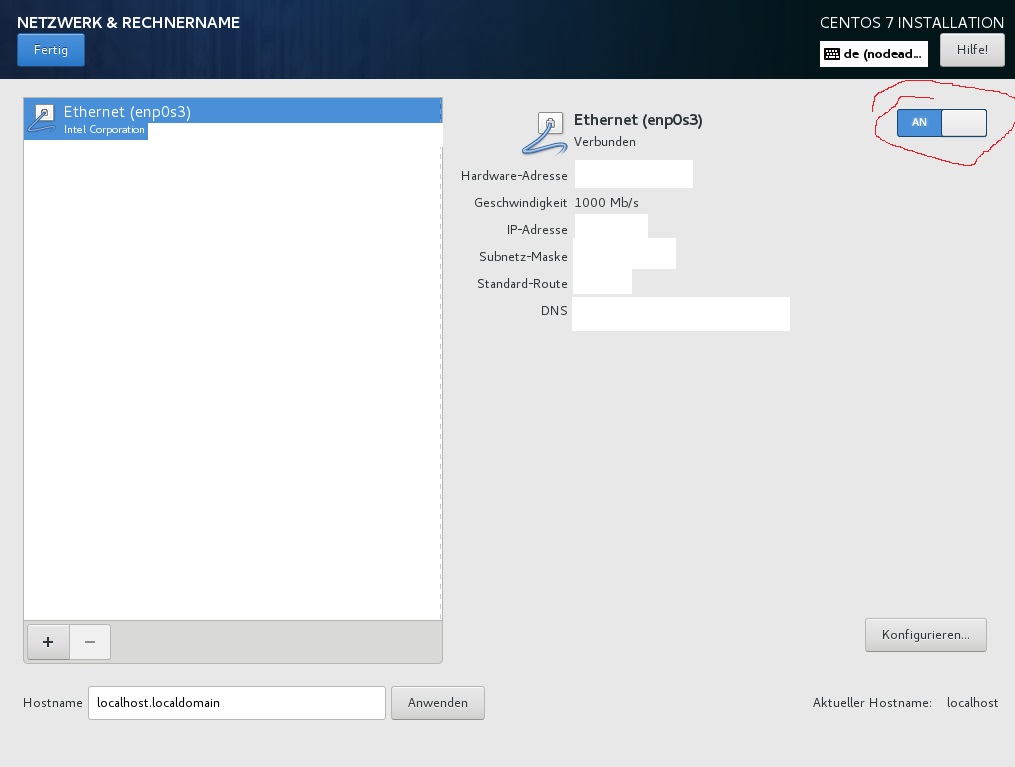 NETZWERK & RECHNERNAME
CENTOS 7 INSTALLATION
Fertig
de (nodead...
Hilfe!
Ethernet (enp0s3)
Intel Corporation
Ethernet (enp0s3)
Verbunden
AN
Hardware-Adresse
Geschwindigkeit 1000 Mb/s
IP-Adresse
Subnetz-Maske
Standard-Route
DNS
+ −
Konfigurieren...
Hostname localhost.localdomain Anwenden
Aktueller Hostname: localhost